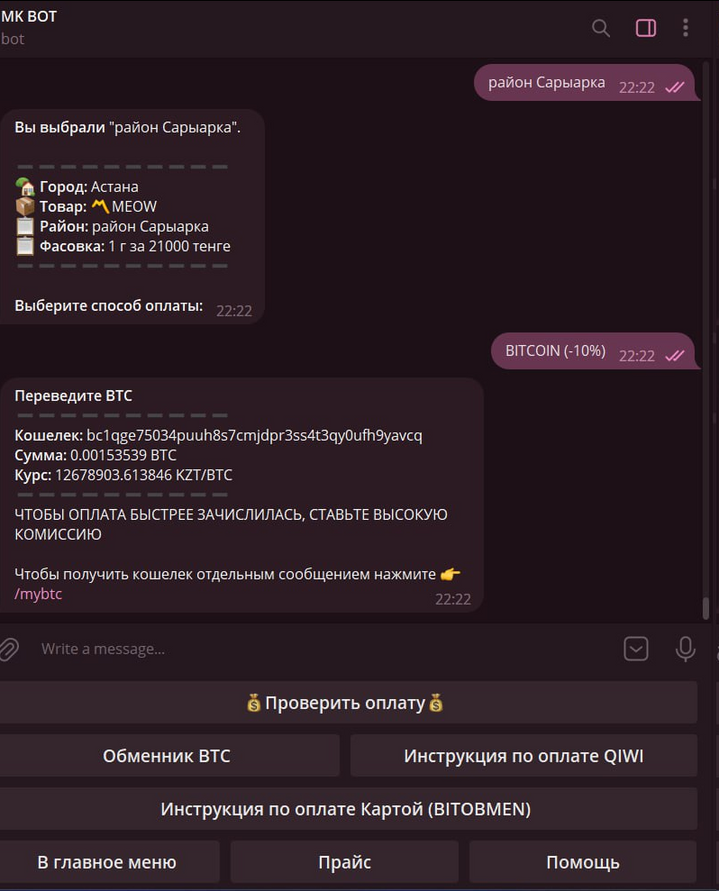 МК ВОТ
bot
район Сарыарка 22:22
Вы выбрали "район Сарыарка".
Город: Астана
Товар: MEOW
Район: район Сарыарка
Фасовка: 1 г за 21000 тенге
Выберите способ оплаты: 22:22
BITCOIN (-10%) 22:22
Переведите BTC
Кошелек: bc1qge75034puuh8s7cmjdpr3ss4t3qy0ufh9yavcq
Сумма: 0.00153539 BTC
Курс: 12678903.613846 KZT/BTC
ЧТОБЫ ОПЛАТА БЫСТРЕЕ ЗАЧИСЛИЛАСЬ, СТАВЬТЕ ВЫСОКУЮ
КОМИССИЮ
Чтобы получить кошелек отдельным сообщением нажмите
/mybtc 22:22
Write a message...
Проверить оплату
Обменник BTC
Инструкция по оплате QIWI
Инструкция по оплате Картой (BITOBMEN)
В главное меню
Прайс
Помощь